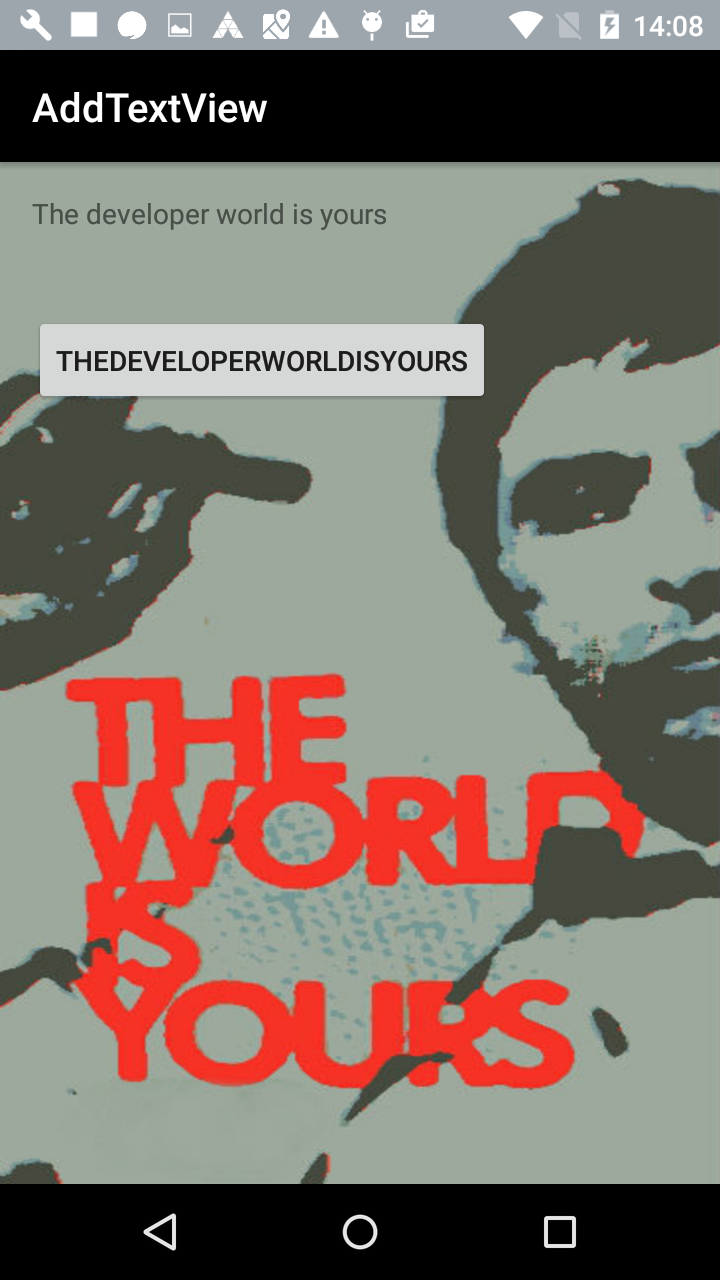 14:08
AddTextView
The developer world is yours
THEDEVELOPERWORLDISYOURS
THE
WORLD
IS
YOURS